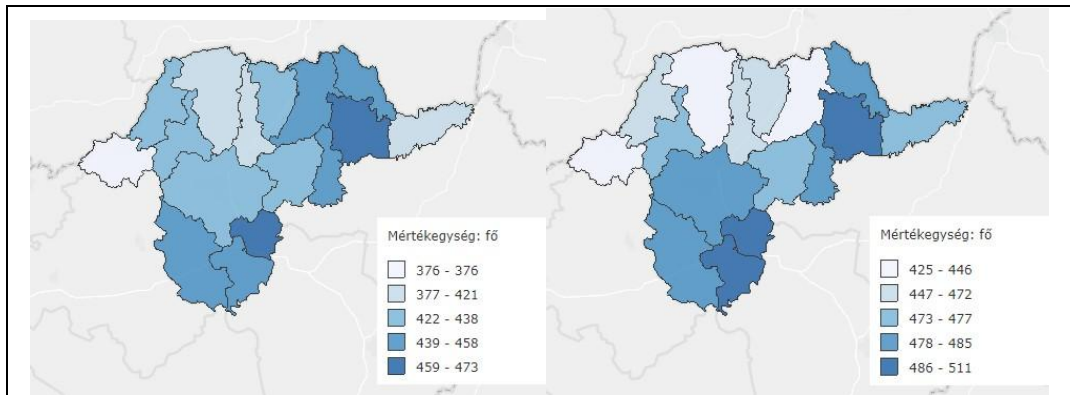 Mértékegység: fő
376 - 376
377 - 421
422 - 438
439 - 458
459 - 473
Mértékegység: fő
425 - 446
447 - 472
473 - 477
478 - 485
486 - 511